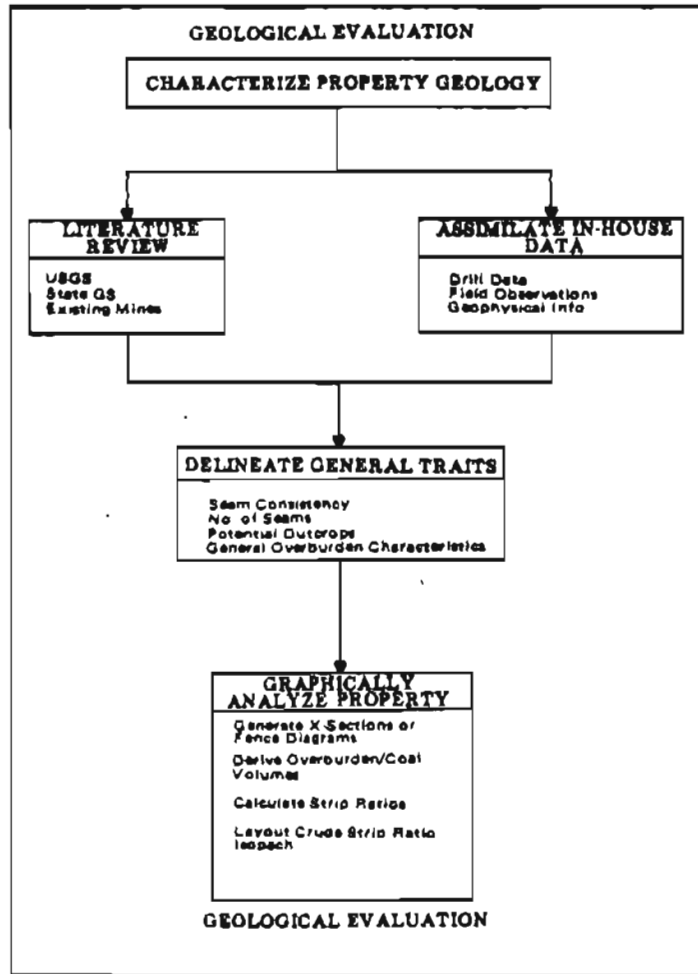 GEOLOGICAL EVALUATION
CHARACTERIZE PROPERTY GEOLOGY
LITERATURE
REVIEW
USGS
State GS
Existing Mines
ASSIMILATE IN-HOUSE
DATA
Drill Data
Field Observations
Geophysical Info
DELINEATE GENERAL TRAITS
Seam Consistency
No of Seams
Potential Outcrops
General Overburden Characteristics
GRAPHICALLY
ANALYZE PROPERTY
Generate X-Sections or
Fence Diagrams
Derive Overburden/Coal
Volumes
Calculate Strip Ratios
Layout Crude Strip Ratio
Isopach
GEOLOGICAL EVALUATION